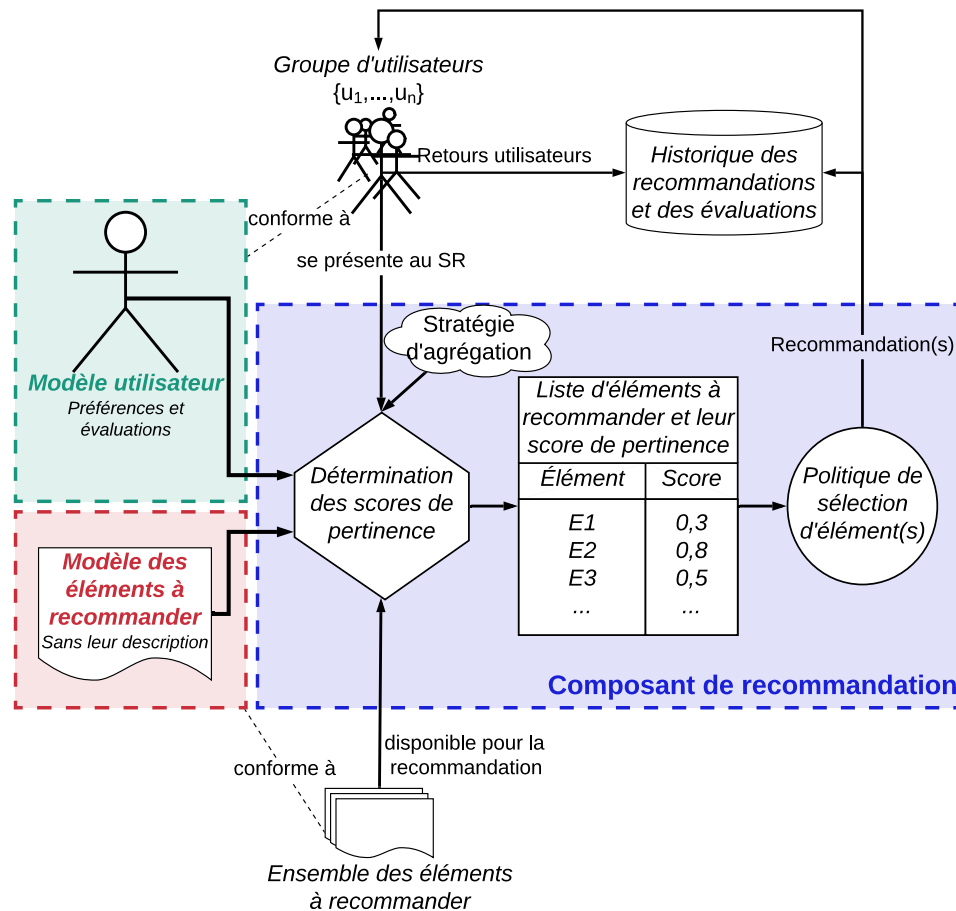 Groupe d'utilisateurs
{u1,...,un}
Retours utilisateurs
Historique des
recommandations
et des évaluations
conforme à
se présente au SR
Stratégie
d'agrégation
Recommandation(s)
Modèle utilisateur
Préférences et
évaluations
Liste d'éléments à
recommander et leur
score de pertinence
Élément Score
E1 0,3
E2 0,8
E3 0,5
... ...
Détermination
des scores de
pertinence
Politique de
sélection
d'élément(s)
Modèle des
éléments à
recommander
Sans leur description
Composant de recommandation
disponible pour la
recommandation
conforme à
Ensemble des éléments
à recommander